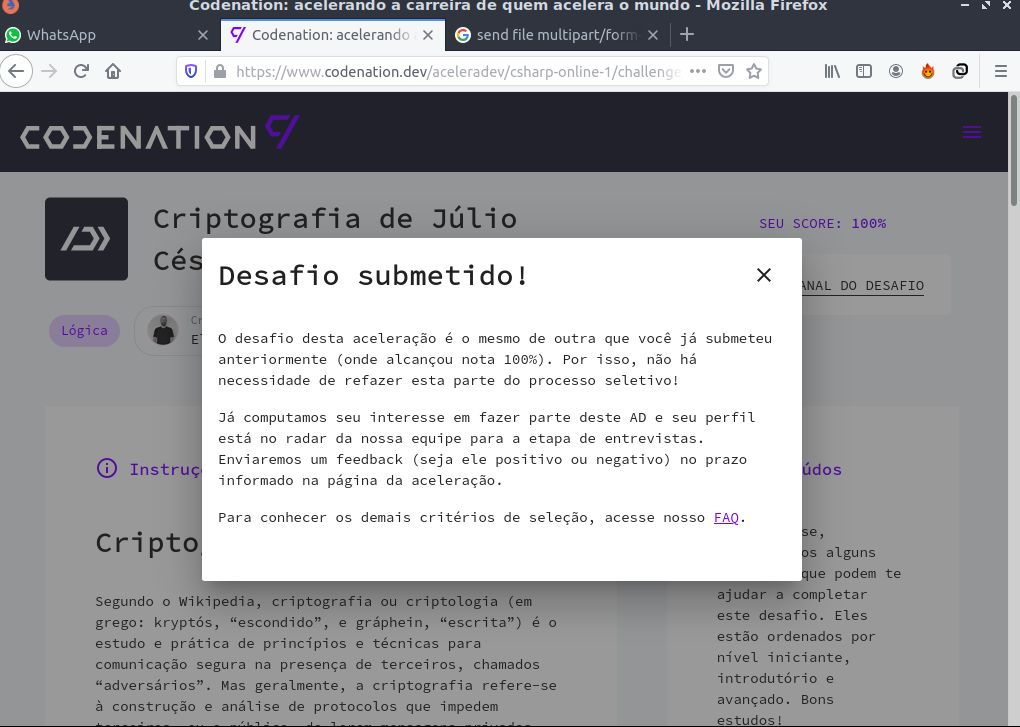 Codenation: acelerando a carreira de quem acelera o mundo - Mozilla Firefox
WhatsApp
Codenation: acelerando
send file multipart/form
https://www.codenation.dev/aceleradev/csharp-online-1/challenge
CODENATION
Criptografia de Júlio
SEU SCORE: 100%
Cés
Desafio submetido!
ANAL DO DESAFIO
Lógica
O desafio desta aceleração é o mesmo de outra que você já submeteu
anteriormente (onde alcançou nota 100%). Por isso, não há
necessidade de refazer esta parte do processo seletivo!
Já computamos seu interesse em fazer parte deste AD e seu perfil
está no radar da nossa equipe para a etapa de entrevistas.
Enviaremos um feedback (seja ele positivo ou negativo) no prazo
informado na página da aceleração.
Para conhecer os demais critérios de seleção, acesse nosso FAQ.
Instruç
údos
Cripto
Segundo o Wikipedia, criptografia ou criptologia (em
grego: kryptós, “escondido”, e gráphein, “escrita”) é o
estudo e prática de princípios e técnicas para
comunicação segura na presença de terceiros, chamados
“adversários”. Mas geralmente, a criptografia refere-se
à construção e análise de protocolos que impedem
terceiros, ou o público, de lerem mensagens privadas
se,
os alguns
que podem te
ajudar a completar
este desafio. Eles
estão ordenados por
nível iniciante,
introdutório e
avançado. Bons
estudos!